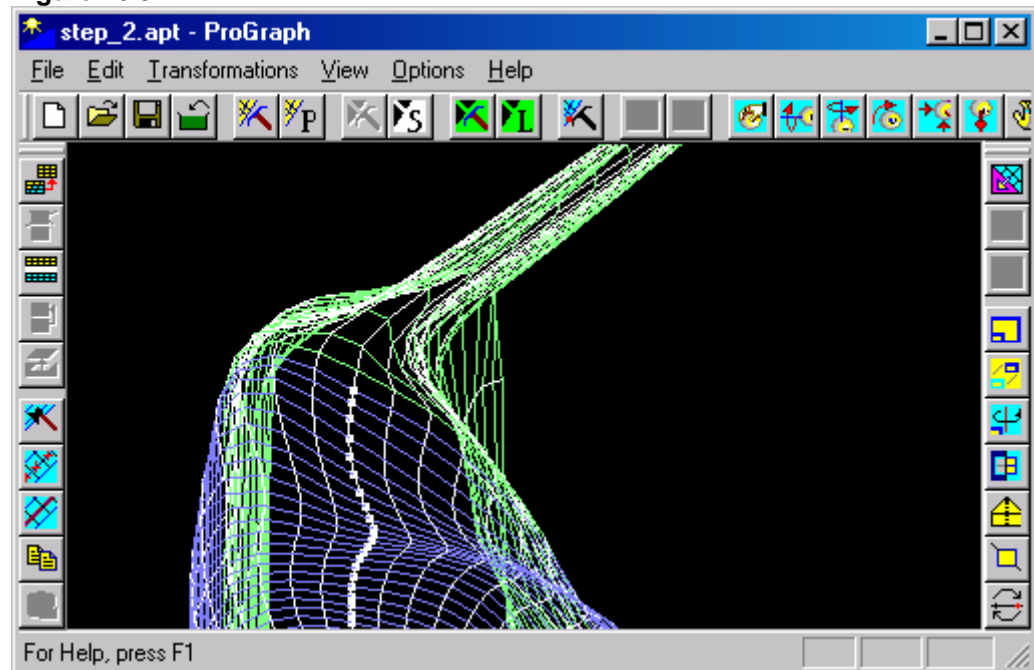 step_2.apt - ProGraph
File Edit Transformations View Options Help
P S L
For Help, press F1